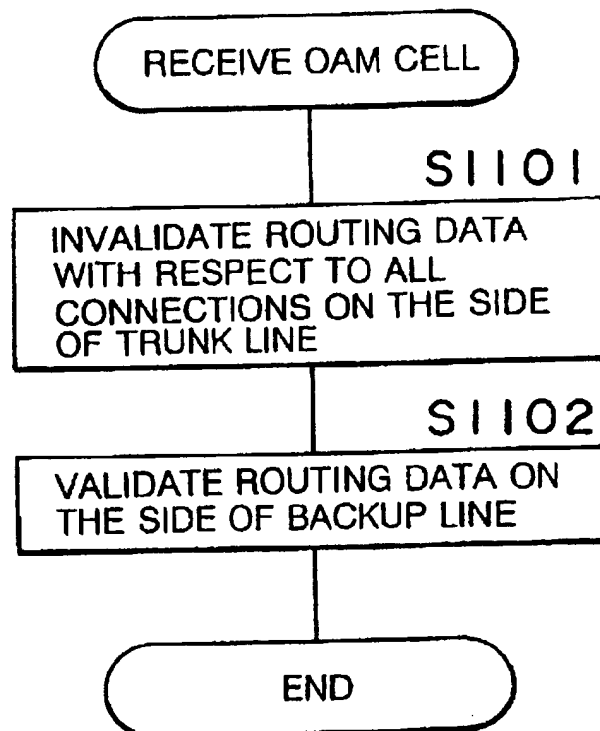 RECEIVE OAM CELL
S1101
INVALIDATE ROUTING DATA
WITH RESPECT TO ALL
CONNECTIONS ON THE SIDE
OF TRUNK LINE
S1102
VALIDATE ROUTING DATA ON
THE SIDE OF BACKUP LINE
END